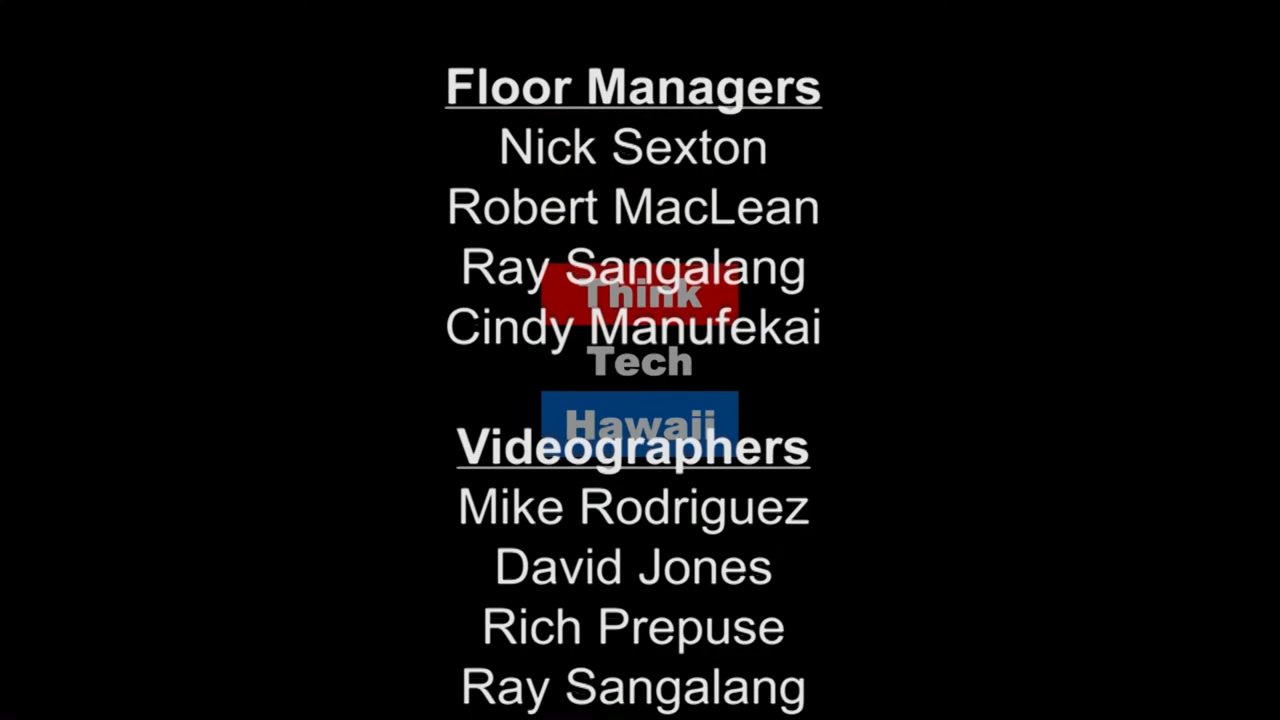 Floor Managers
Nick Sexton
Robert MacLean
Ray Sangalang
Think
Cindy Manufekai
Tech
Hawaii
Videographers
Mike Rodriguez
David Jones
Rich Prepuse
Ray Sangalang